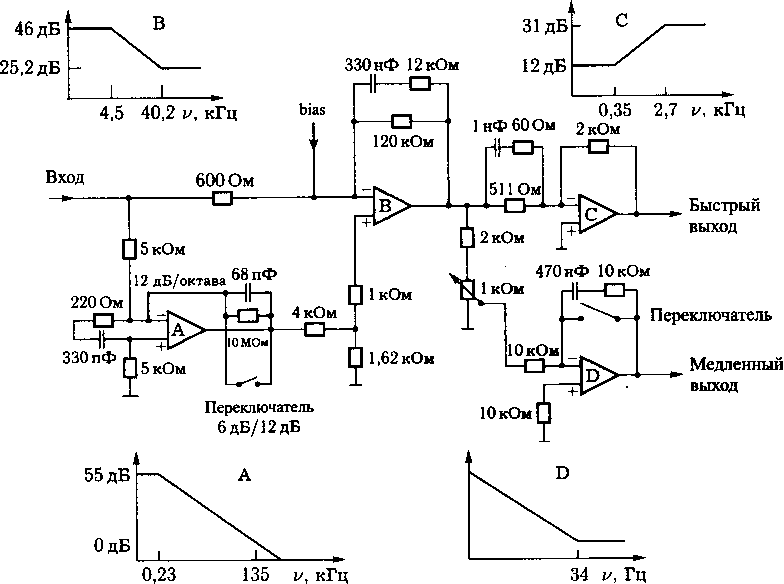 46 дБ
B
25,2 дБ
4,5 40,2 ν, кГц
31 дБ
C
12 дБ
0,35 2,7 ν, кГц
330 нФ 12 кОм
120 кОм
bias
1 нФ 60 Ом
2 кОм
511 Ом
Вход
600 Ом
−
B
+
−
C
+
Быстрый
выход
5 кОм
2 кОм
12 дБ/октава
68 пФ
470 нФ 10 кОм
220 Ом
−
A
+
10 МОм
4 кОм
1 кОм
1 кОм
Переключатель
330 пФ
5 кОм
1,62 кОм
10 кОм
−
D
+
Медленный
выход
10 кОм
Переключатель
6 дБ/12 дБ
55 дБ
A
0 дБ
0,23 135 ν, кГц
D
34 ν, Гц